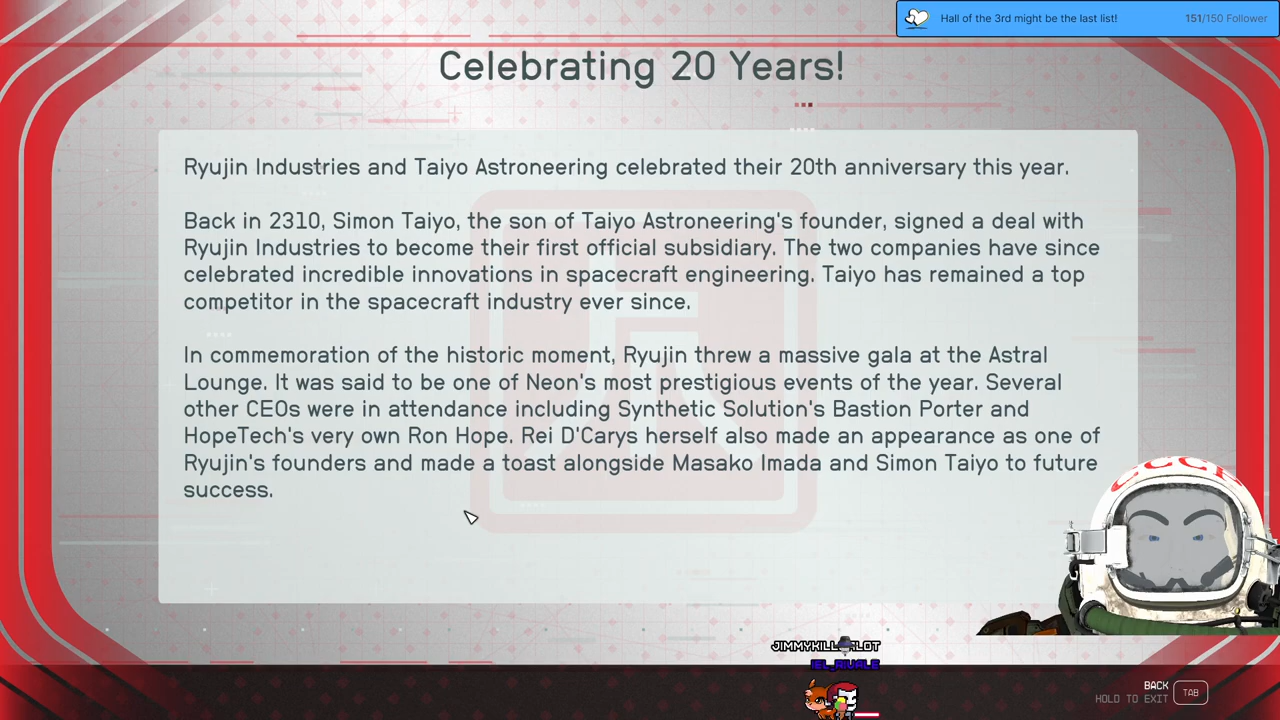 Hall of the 3rd might be the last list!
151/150 Follower
Celebrating 20 Years!
Ryujin Industries and Taiyo Astroneering celebrated their 20th anniversary this year.
Back in 2310, Simon Taiyo, the son of Taiyo Astroneering's founder, signed a deal with
Ryujin Industries to become their first official subsidiary. The two companies have since
celebrated incredible innovations in spacecraft engineering. Taiyo has remained a top
competitor in the spacecraft industry ever since.
In commemoration of the historic moment, Ryujin threw a massive gala at the Astral
Lounge. It was said to be one of Neon's most prestigious events of the year. Several
other CEOs were in attendance including Synthetic Solution's Bastion Porter and
HopeTech's very own Ron Hope. Rei D'Carys herself also made an appearance as one of
Ryujin's founders and made a toast alongside Masako Imada and Simon Taiyo to future
success.
СССР
BACK
HOLD TO EXIT
TAB